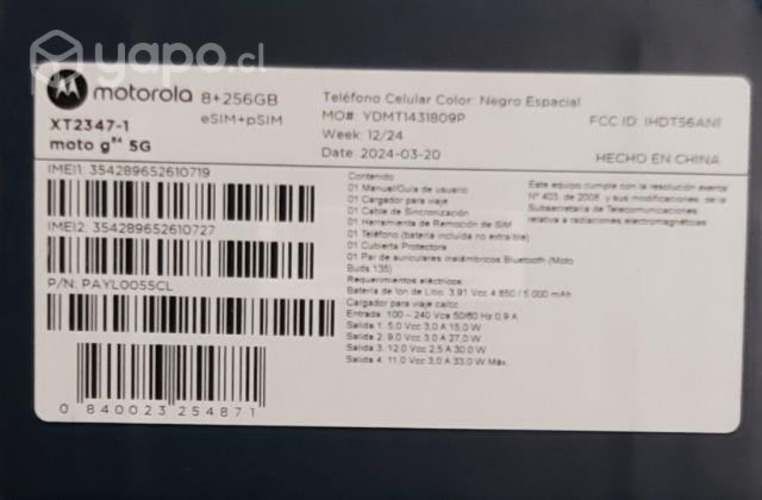 yapo.cl
motorola 8+256GB
eSIM+pSIM
XT2347-1
moto g⁸⁴ 5G
Teléfono Celular Color: Negro Espacial
MO#: YDMT1431809P
Week: 12/24
Date: 2024-03-20
FCC ID: IHDT56AN1
HECHO EN CHINA
IMEI1: 354289652610719
IMEI2: 354289652610727
P/N: PAYL0055CL
0 840023 254871
Contenido
01 Manual/Guía de usuario
01 Cargador para viaje
01 Cable de Sincronización
01 Herramienta de Remoción de SIM
01 Teléfono (batería incluida no extraíble)
01 Cubierta Protectora
01 Par de auriculares inalámbricos Bluetooth (Moto
Buds 135)
Requerimientos eléctricos:
Batería de Ion de Litio: 3.91 Vcc 4 850 / 5 000 mAh
Cargador para viaje ca/cc
Entrada: 100 - 240 Vca 50/60 Hz 0.9 A
Salida 1: 5.0 Vcc 3.0 A 15.0 W
Salida 2: 9.0 Vcc 3.0 A 27.0 W
Salida 3: 12.0 Vcc 2.5 A 30.0 W
Salida 4: 11.0 Vcc 3.0 A 33.0 W Máx.
Este equipo cumple con la resolución exenta
N° 403, de 2008, y sus modificaciones, de la
Subsecretaría de Telecomunicaciones
relativa a radiaciones electromagnéticas